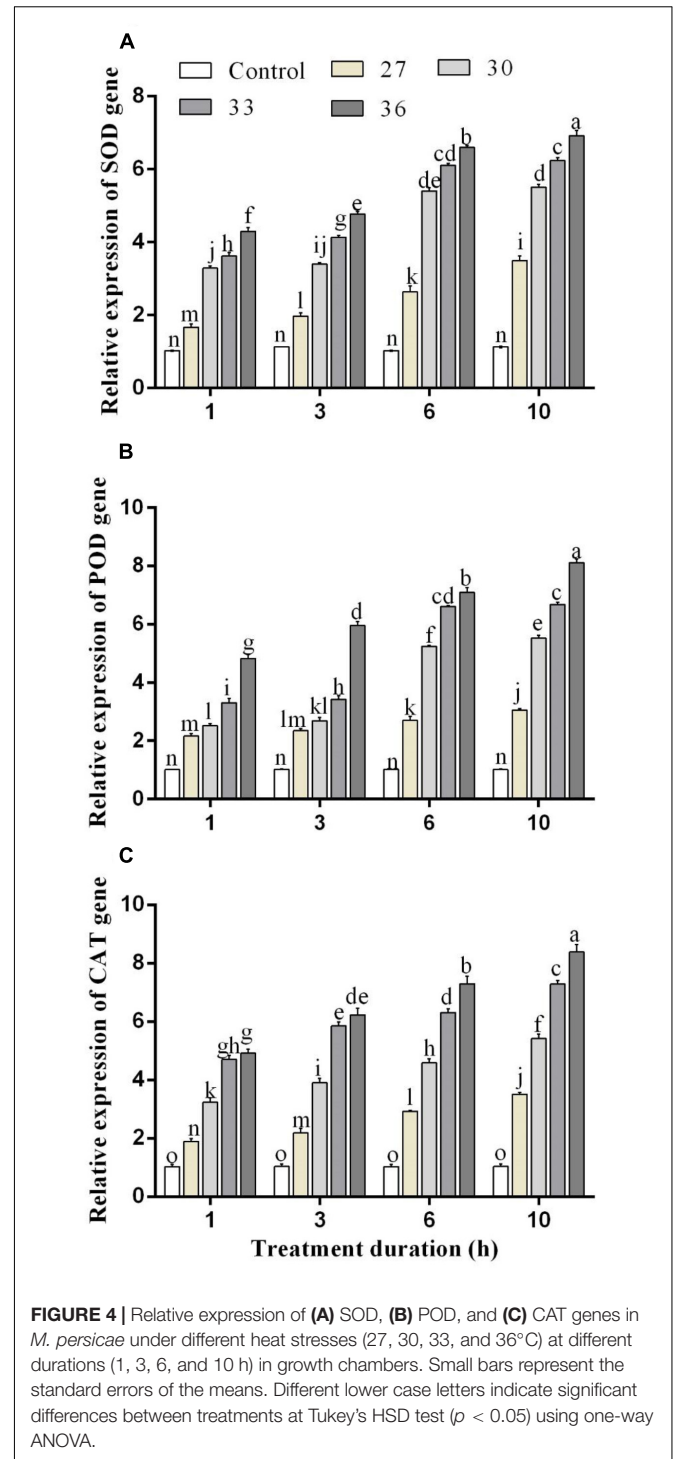 A
Control 27 30
33 36
Relative expression of SOD gene
8
6
4
2
0
n m j h f
n l ij g e
n k de cd b
n i d c a
1 3 6 10
B
Relative expression of POD gene
10
8
6
4
2
0
n m l i g
n lm kl h d
n k f cd b
n j e c a
1 3 6 10
C
Relative expression of CAT gene
10
8
6
4
2
0
o n k gh g
o m i e de
o l h d b
o j f c a
1 3 6 10
Treatment duration (h)
FIGURE 4 | Relative expression of (A) SOD, (B) POD, and (C) CAT genes in
M. persicae under different heat stresses (27, 30, 33, and 36°C) at different
durations (1, 3, 6, and 10 h) in growth chambers. Small bars represent the
standard errors of the means. Different lower case letters indicate significant
differences between treatments at Tukey's HSD test (p < 0.05) using one-way
ANOVA.